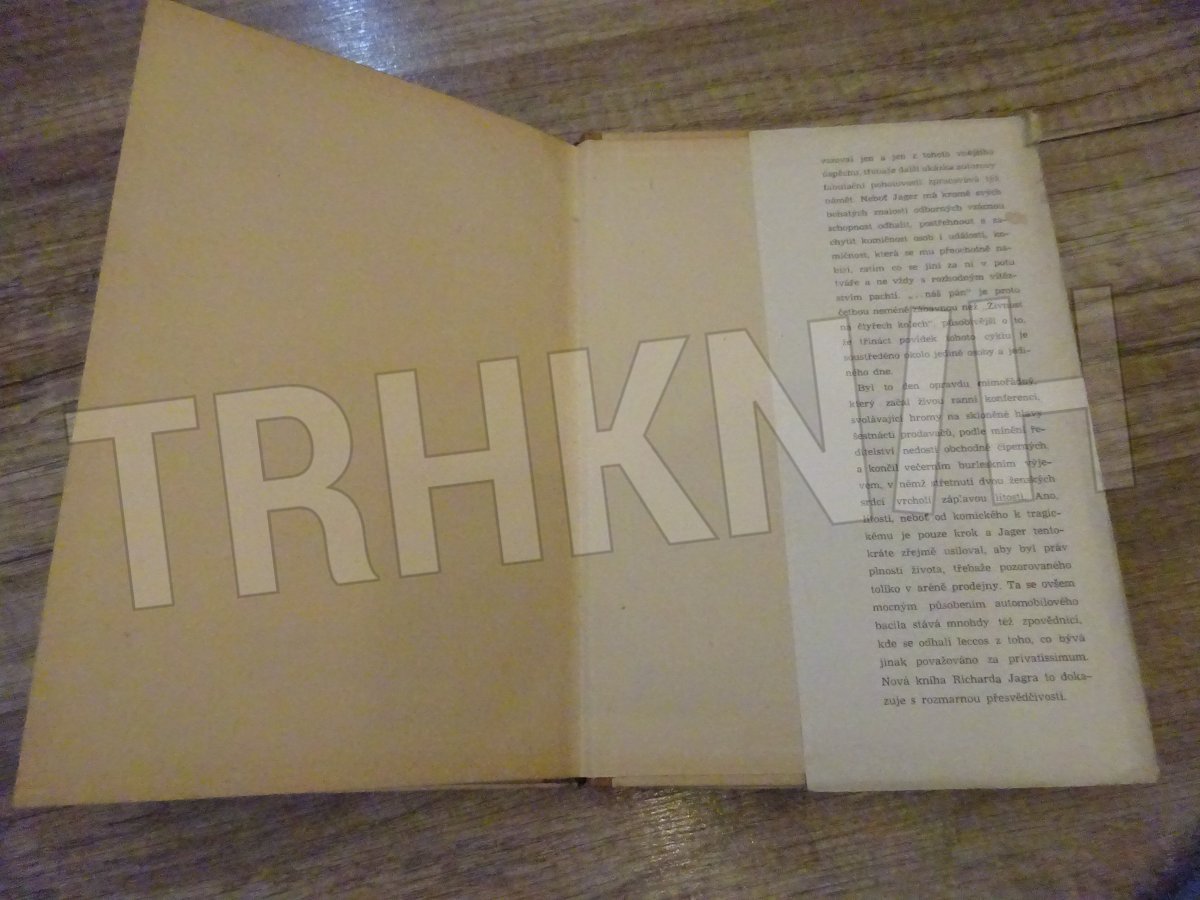 vozoval jen a jen z tohoto vnějšího
úspěchu, třebaže další ukázka autorovy
fabulační pohotovosti zpracovává týž
námět. Neboť Jager má kromě svých
bohatých znalostí odborných vzácnou
schopnost odhalit, postřehnout a za-
chytit komičnost osob i událostí, ko-
mičnost, která se mu přeochotně na-
bízí, zatím co se jiní za ní v potu
tváře a ne vždy s rozhodným vítěz-
stvím pachtí. „... náš pán“ je proto
četbou neméně zábavnou než „Živnost
na čtyřech kolech“, působivější o to,
že třináct povídek tohoto cyklu je
soustředěno okolo jediné osoby a jedi-
ného dne.
Byl to den opravdu mimořádný,
který začal živou ranní konferencí,
svolávající hromy na skloněné hlavy
šestnácti prodavačů, podle mínění ře-
ditelství nedosti obchodně čiperných,
a končil večerním burleskním výje-
vem, v němž střetnutí dvou ženských
srdcí vrcholí záplavou lítosti. Ano,
lítosti, neboť od komického k tragic-
kému je pouze krok a Jager tento-
kráte zřejmě usiloval, aby byl práv
plnosti života, třebaže pozorovaného
toliko v aréně prodejny. Ta se ovšem
mocným působením automobilového
bacila stává mnohdy též zpovědnicí,
kde se odhalí leccos z toho, co bývá
jinak považováno za privatissimum.
Nová kniha Richarda Jagra to doka-
zuje s rozmarnou přesvědčivostí.
TRHKNIH